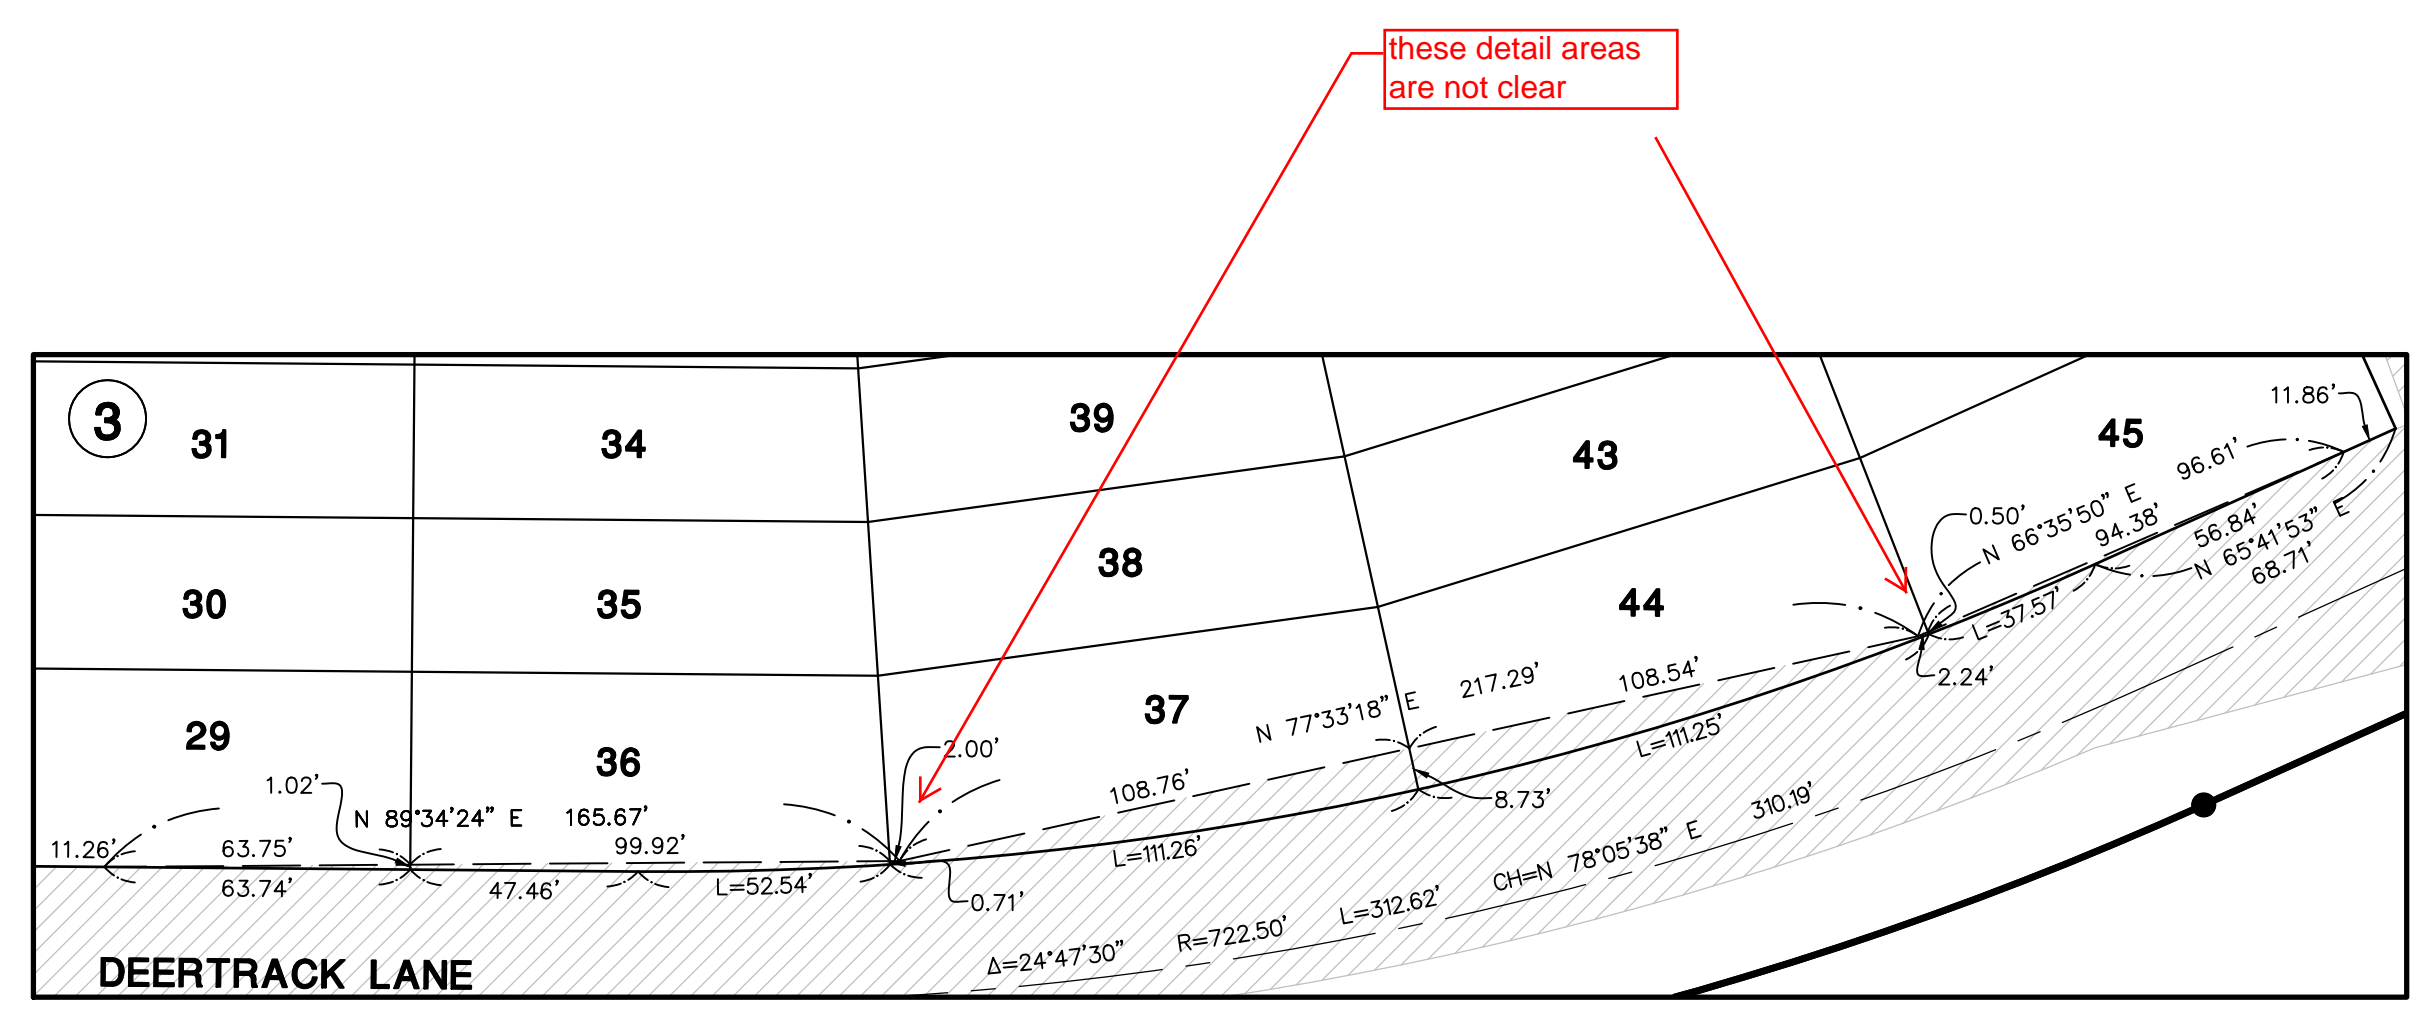 these detail areas
are not clear
3
31
34
39
43
45
11.86'
96.61'
0.50'
N 66°35'50" E
94.38'
56.84'
N 65°41'53" E
68.71'
30
35
38
44
L=37.57'
2.24'
29
36
37
N 77°33'18" E 217.29'
108.54'
L=111.25'
2.00'
1.02'
N 89°34'24" E 165.67'
108.76'
8.73'
11.26'
63.75'
99.92'
63.74'
47.46'
L=52.54'
0.71'
L=111.26'
DEERTRACK LANE
Δ=24°47'30" R=722.50' L=312.62' CH=N 78°05'38" E 310.19'